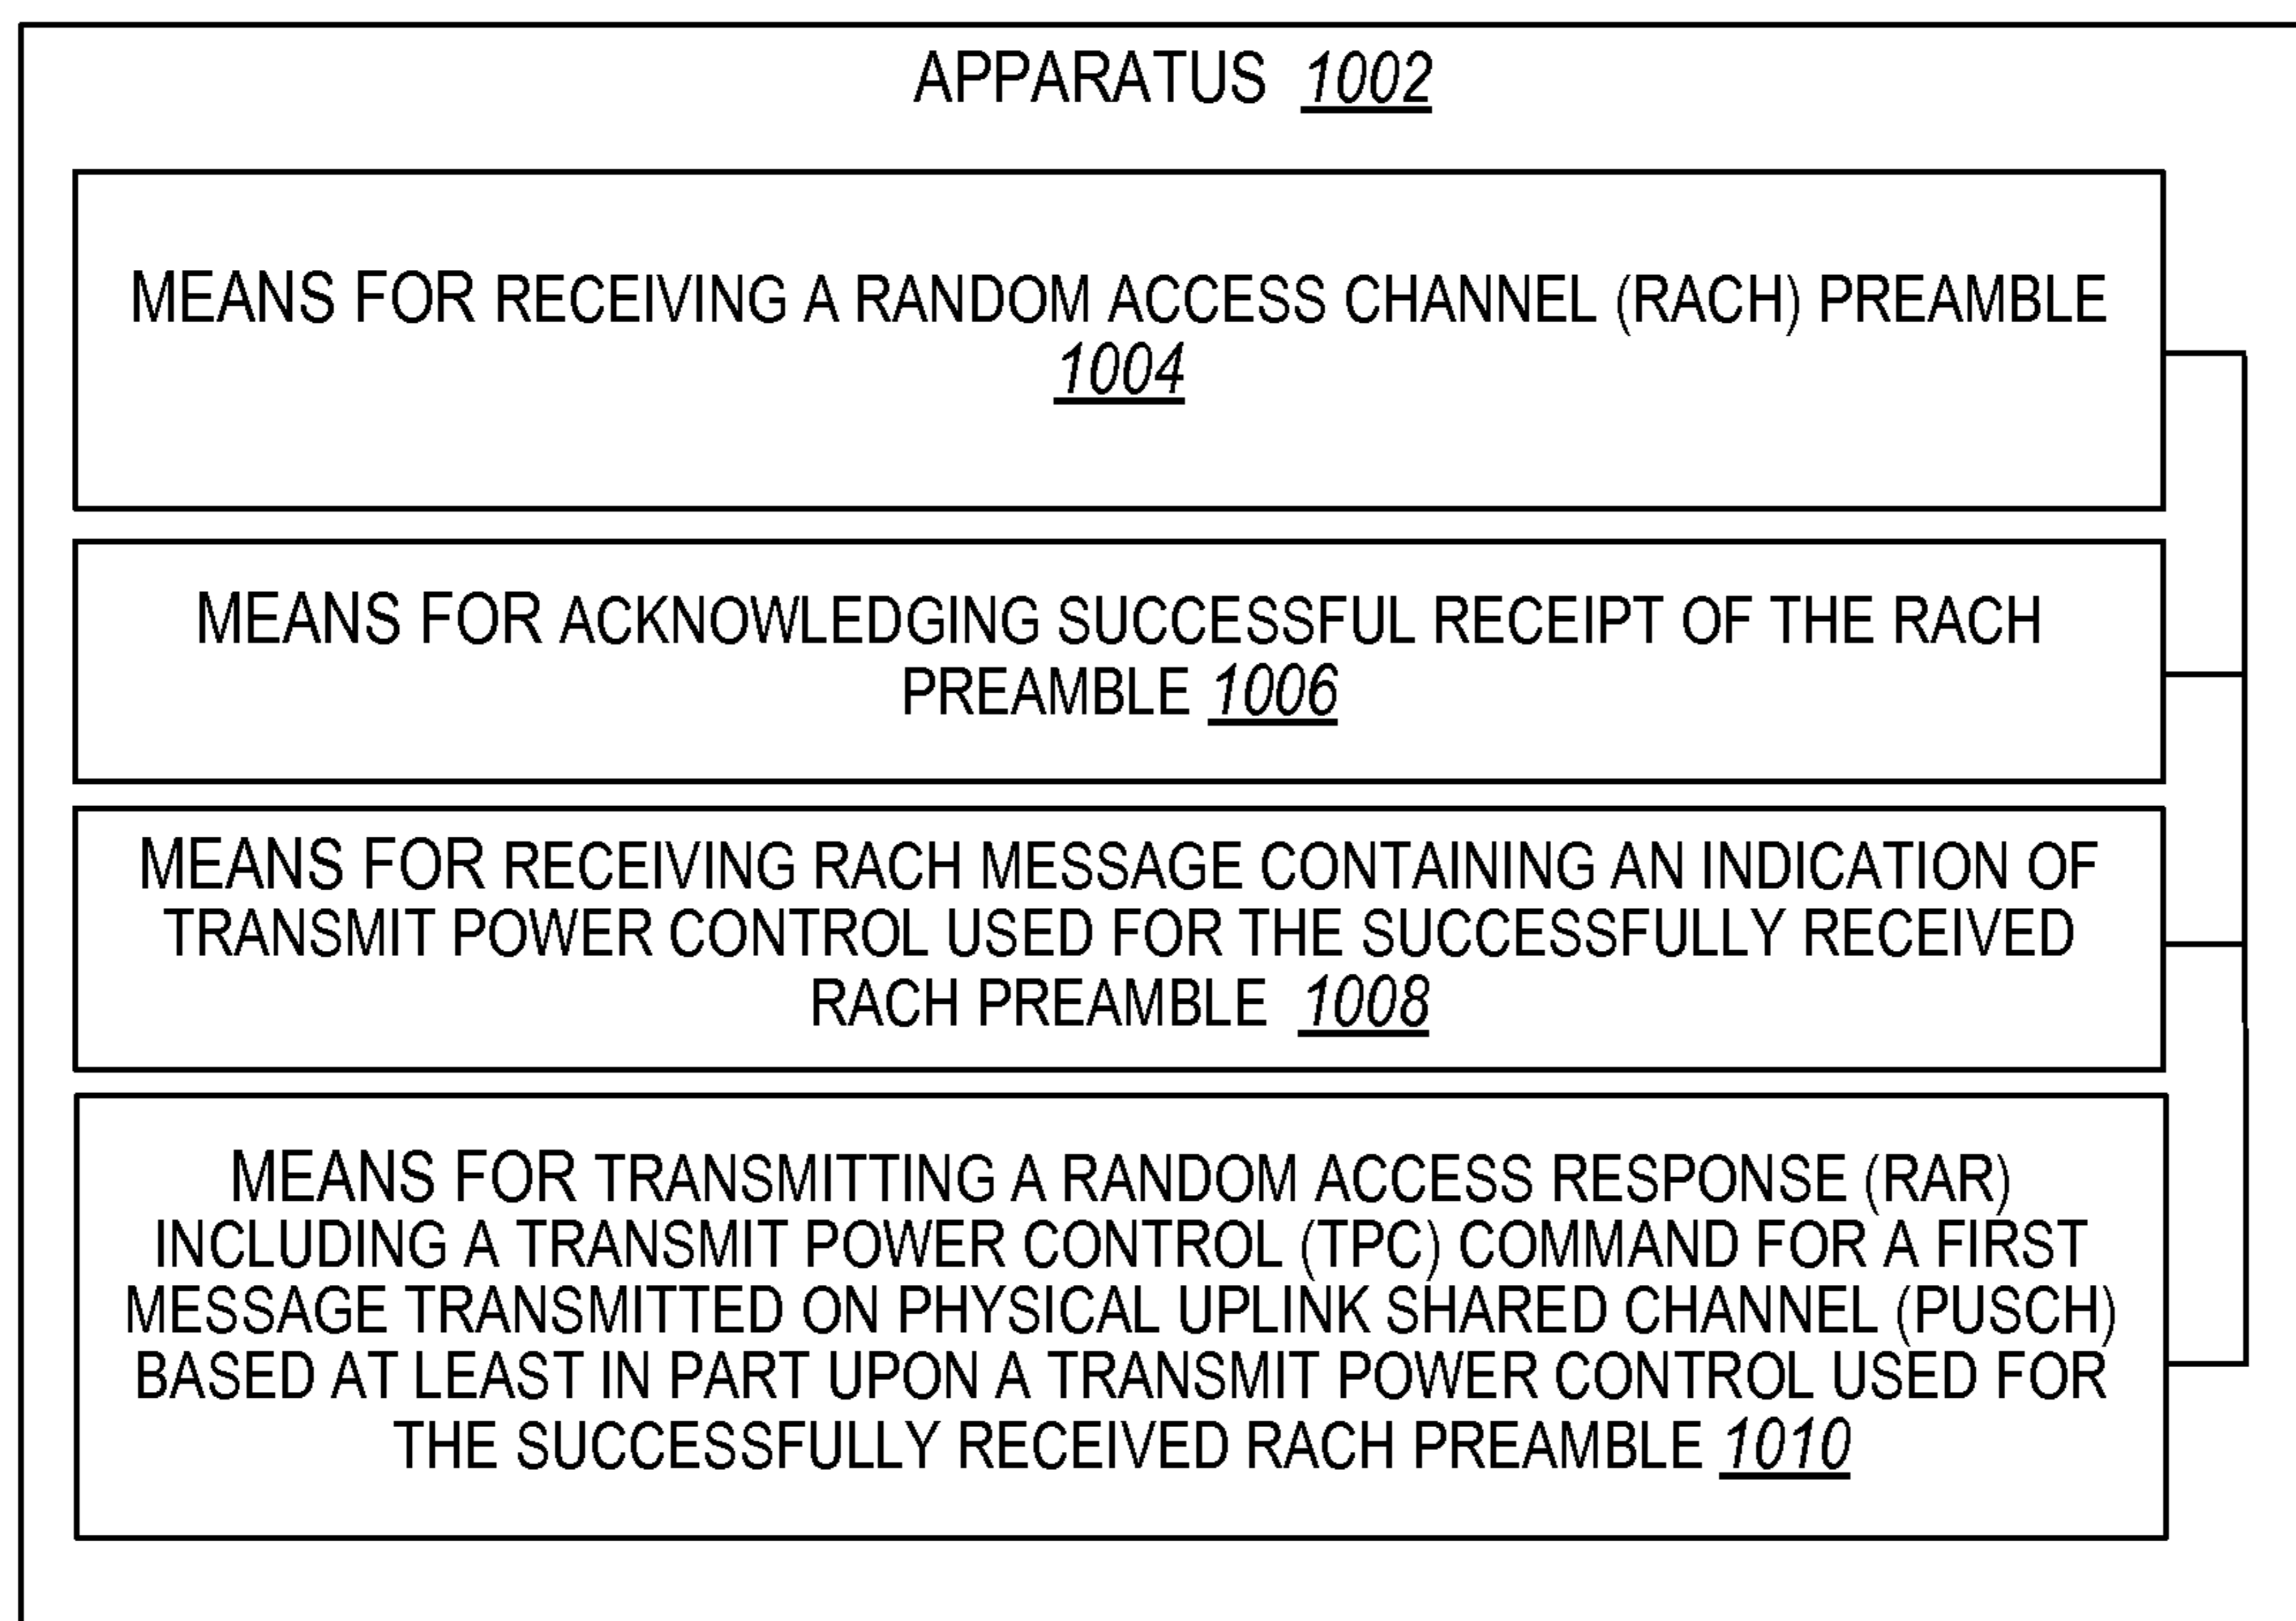 APPARATUS 1002
MEANS FOR RECEIVING A RANDOM ACCESS CHANNEL (RACH) PREAMBLE
1004
MEANS FOR ACKNOWLEDGING SUCCESSFUL RECEIPT OF THE RACH
PREAMBLE 1006
MEANS FOR RECEIVING RACH MESSAGE CONTAINING AN INDICATION OF
TRANSMIT POWER CONTROL USED FOR THE SUCCESSFULLY RECEIVED
RACH PREAMBLE 1008
MEANS FOR TRANSMITTING A RANDOM ACCESS RESPONSE (RAR)
INCLUDING A TRANSMIT POWER CONTROL (TPC) COMMAND FOR A FIRST
MESSAGE TRANSMITTED ON PHYSICAL UPLINK SHARED CHANNEL (PUSCH)
BASED AT LEAST IN PART UPON A TRANSMIT POWER CONTROL USED FOR
THE SUCCESSFULLY RECEIVED RACH PREAMBLE 1010